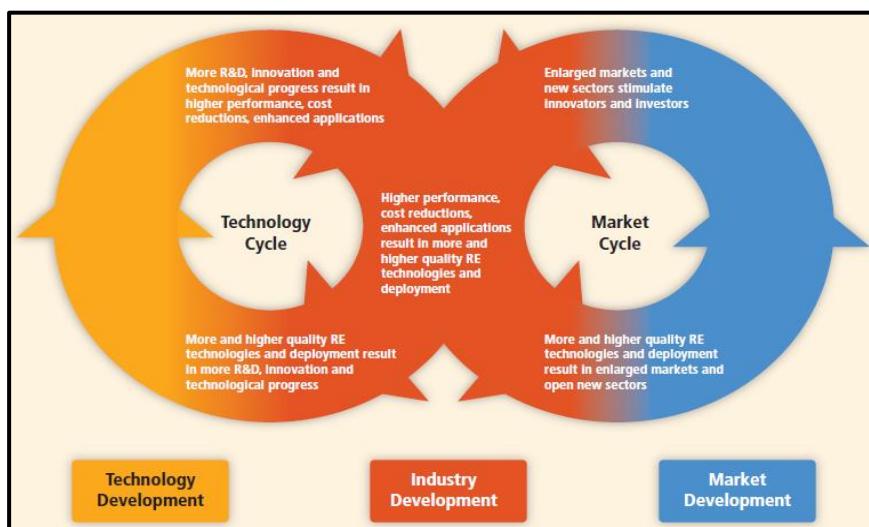 More R&D, Innovation and
technological progress result in
higher performance, cost
reductions, enhanced applications
Enlarged markets and
new sectors stimulate
innovators and investors
Technology
Cycle
Higher performance,
cost reductions,
enhanced applications
result in more and
higher quality RE
technologies and
deployment
Market
Cycle
More and higher quality RE
technologies and deployment result
in more R&D, innovation and
technological progress
More and higher quality RE
technologies and deployment
result in enlarged markets and
open new sectors
Technology
Development
Industry
Development
Market
Development